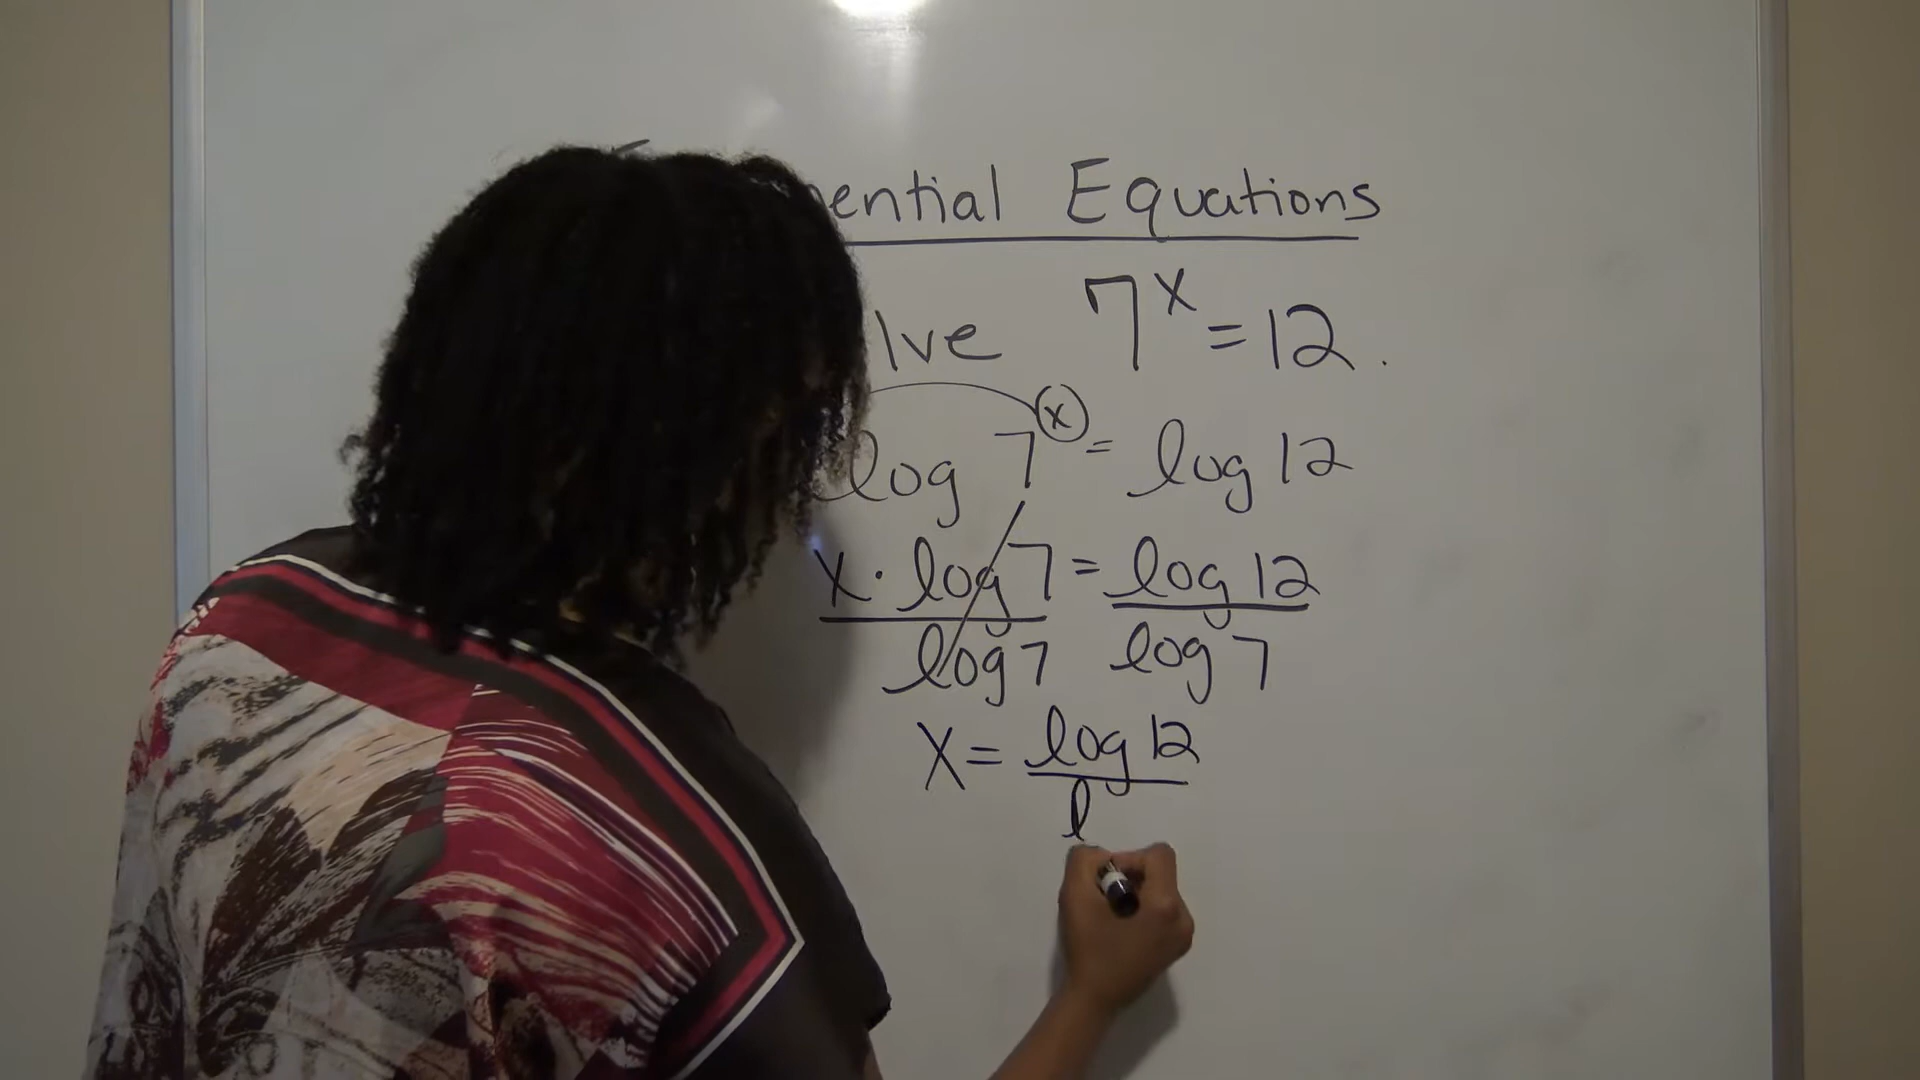 ential Equations
lve 7^x = 12.
log 7^x = log 12
x · log 7 = log 12
log 7 log 7
X = log 12
l